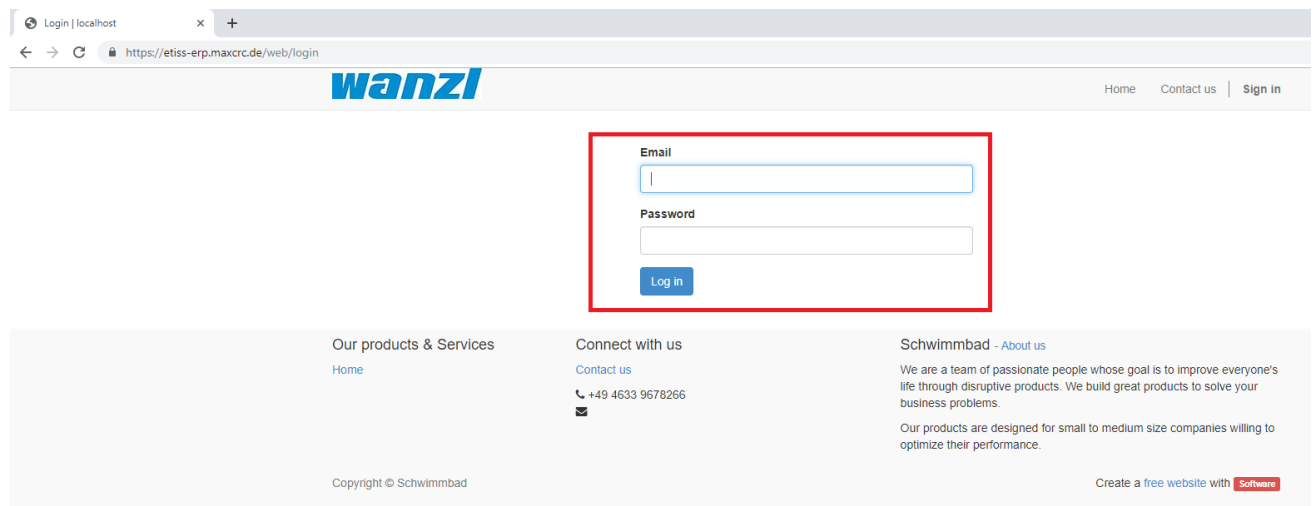 Login | localhost
https://etiss-erp.maxcrc.de/web/login
wanzl
Home Contact us Sign in
Email
Password
Log in
Our products & Services
Home
Connect with us
Contact us
+49 4633 9678266
Schwimmbad - About us
We are a team of passionate people whose goal is to improve everyone's
life through disruptive products. We build great products to solve your
business problems.
Our products are designed for small to medium size companies willing to
optimize their performance.
Copyright © Schwimmbad
Create a free website with Software